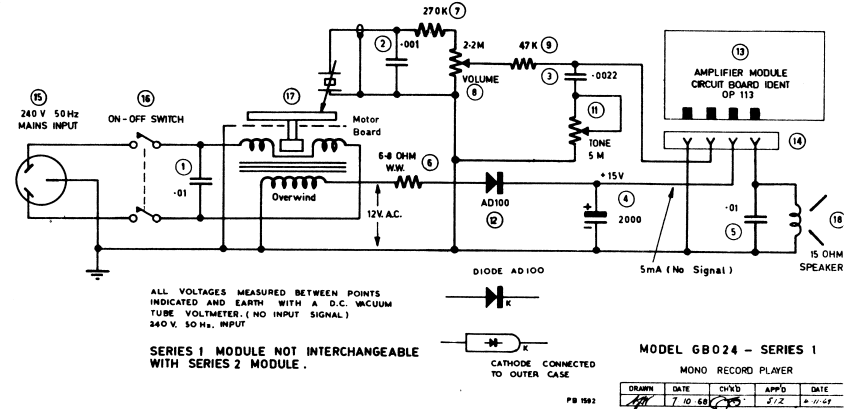 270K 7
2
·001
2·2M
VOLUME
8
47K 9
3
·0022
11
TONE
5 M
13
AMPLIFIER MODULE
CIRCUIT BOARD IDENT
OP 113
14
15
240 V 50Hz
MAINS INPUT
16
ON-OFF SWITCH
17
Motor
Board
1
·01
Overwind
6-8 OHM
W.W.
6
12V. A.C.
AD100
12
+15V
+
4
-
2000
·01
5
18
15 OHM
SPEAKER
5mA (No Signal)
ALL VOLTAGES MEASURED BETWEEN POINTS
INDICATED AND EARTH WITH A D.C. VACUUM
TUBE VOLTMETER. (NO INPUT SIGNAL)
240 V. 50 Hz. INPUT
SERIES 1 MODULE NOT INTERCHANGEABLE
WITH SERIES 2 MODULE.
DIODE AD100
K
K
CATHODE CONNECTED
TO OUTER CASE
PB 1592
MODEL GB024 - SERIES 1
MONO RECORD PLAYER
DRAWN DATE CH'K'D APP'D DATE
7 10 68